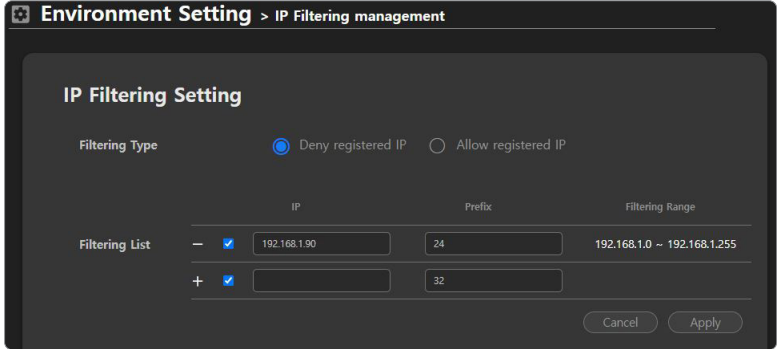 Environment Setting > IP Filtering management
IP Filtering Setting
Filtering Type Deny registered IP Allow registered IP
IP Prefix Filtering Range
Filtering List − 192.168.1.90 24 192.168.1.0 ~ 192.168.1.255
+ 32
Cancel Apply